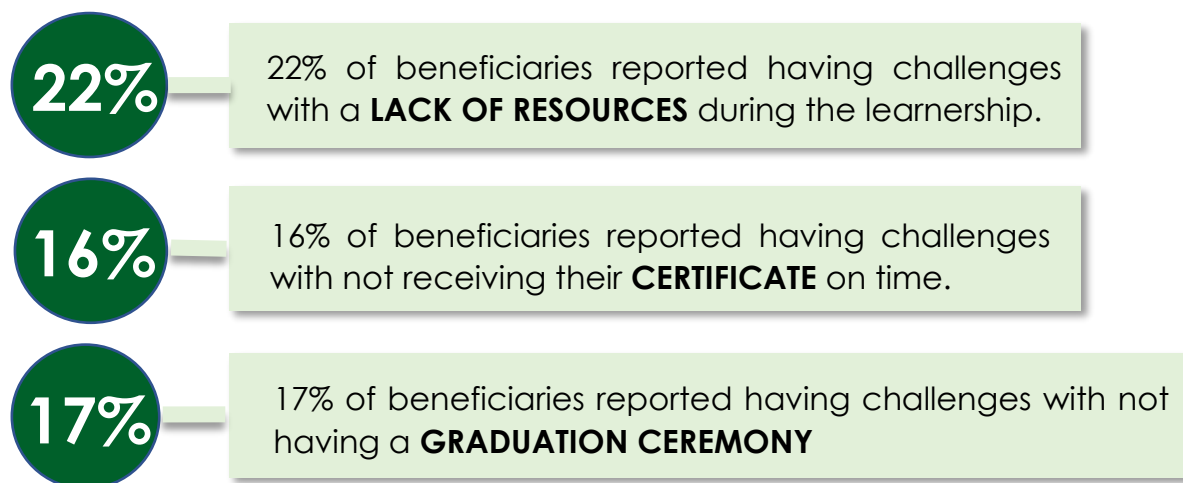 22%
22% of beneficiaries reported having challenges
with a LACK OF RESOURCES during the learnership.
16%
16% of beneficiaries reported having challenges
with not receiving their CERTIFICATE on time.
17%
17% of beneficiaries reported having challenges with not
having a GRADUATION CEREMONY